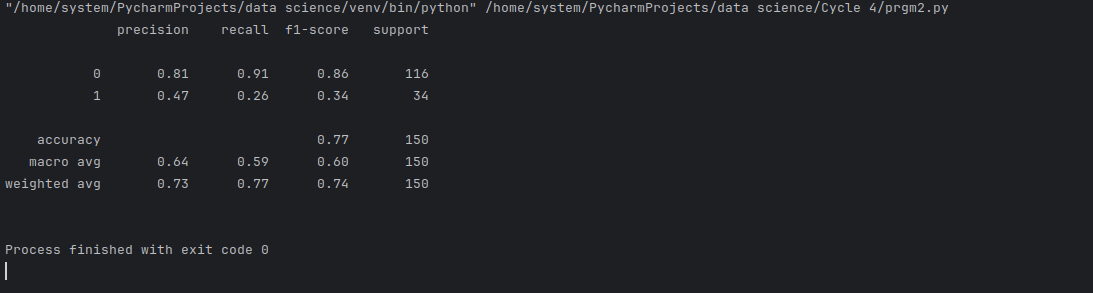 "/home/system/PycharmProjects/data science/venv/bin/python" /home/system/PycharmProjects/data science/Cycle 4/prgm2.py
              precision    recall  f1-score   support

           0       0.81      0.91      0.86       116
           1       0.47      0.26      0.34        34

    accuracy                           0.77       150
   macro avg       0.64      0.59      0.60       150
weighted avg       0.73      0.77      0.74       150


Process finished with exit code 0